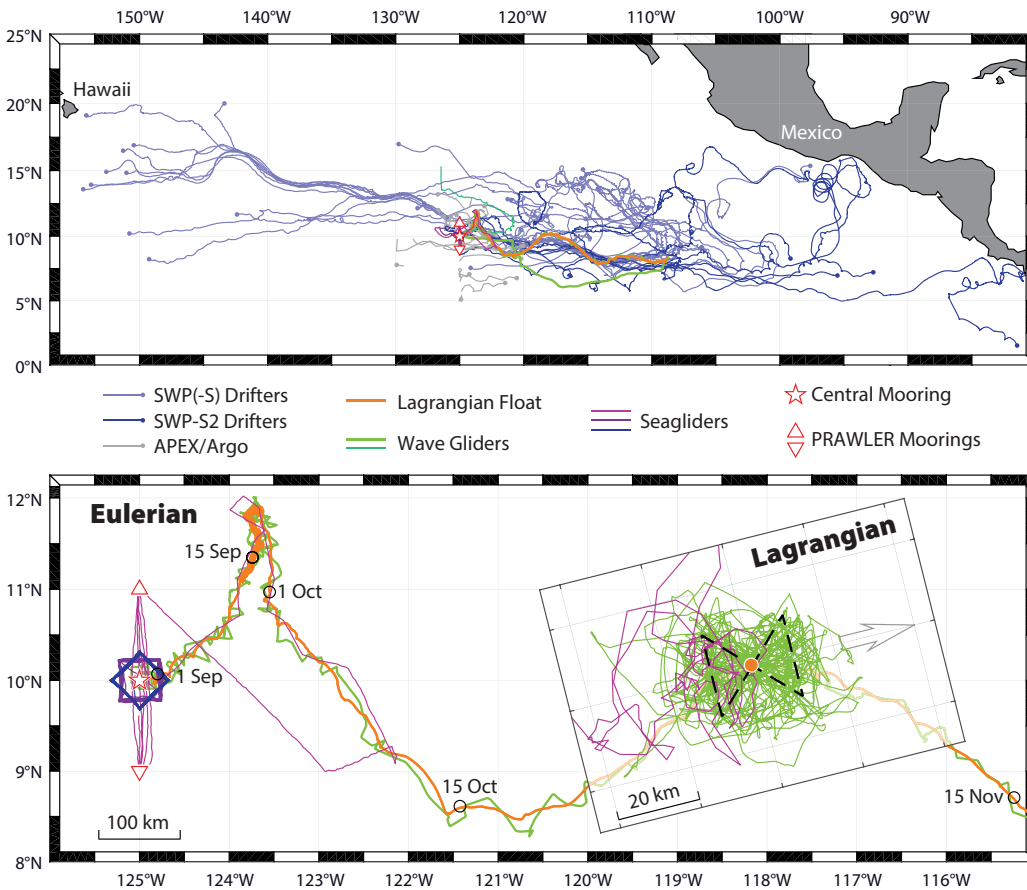 150°W 140°W 130°W 120°W 110°W 100°W 90°W
25°N
20°N
15°N
10°N
5°N
0°N
Hawaii
Mexico
SWP(-S) Drifters
SWP-S2 Drifters
APEX/Argo
Lagrangian Float
Wave Gliders
Seagliders
Central Mooring
PRAWLER Moorings
12°N
11°N
10°N
9°N
8°N
Eulerian
Lagrangian
15 Sep
1 Oct
1 Sep
15 Oct
15 Nov
20 km
100 km
125°W 124°W 123°W 122°W 121°W 120°W 119°W 118°W 117°W 116°W